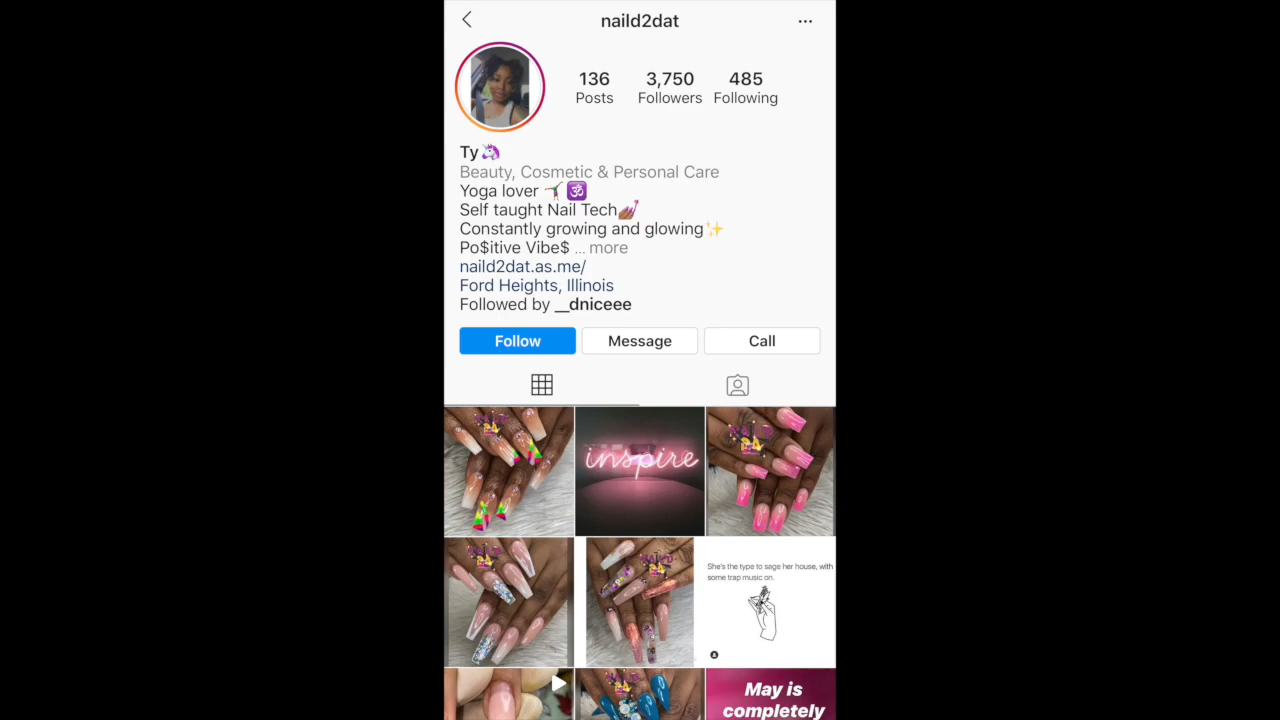 naild2dat
136 3,750 485
Posts Followers Following
Ty
Beauty, Cosmetic & Personal Care
Yoga lover 🕉
Self taught Nail Tech
Constantly growing and glowing
Po$itive Vibe$ ... more
naild2dat.as.me/
Ford Heights, Illinois
Followed by __dniceee
Follow Message Call
inspire
She's the type to sage her house, with
some trap music on.
May is
completely